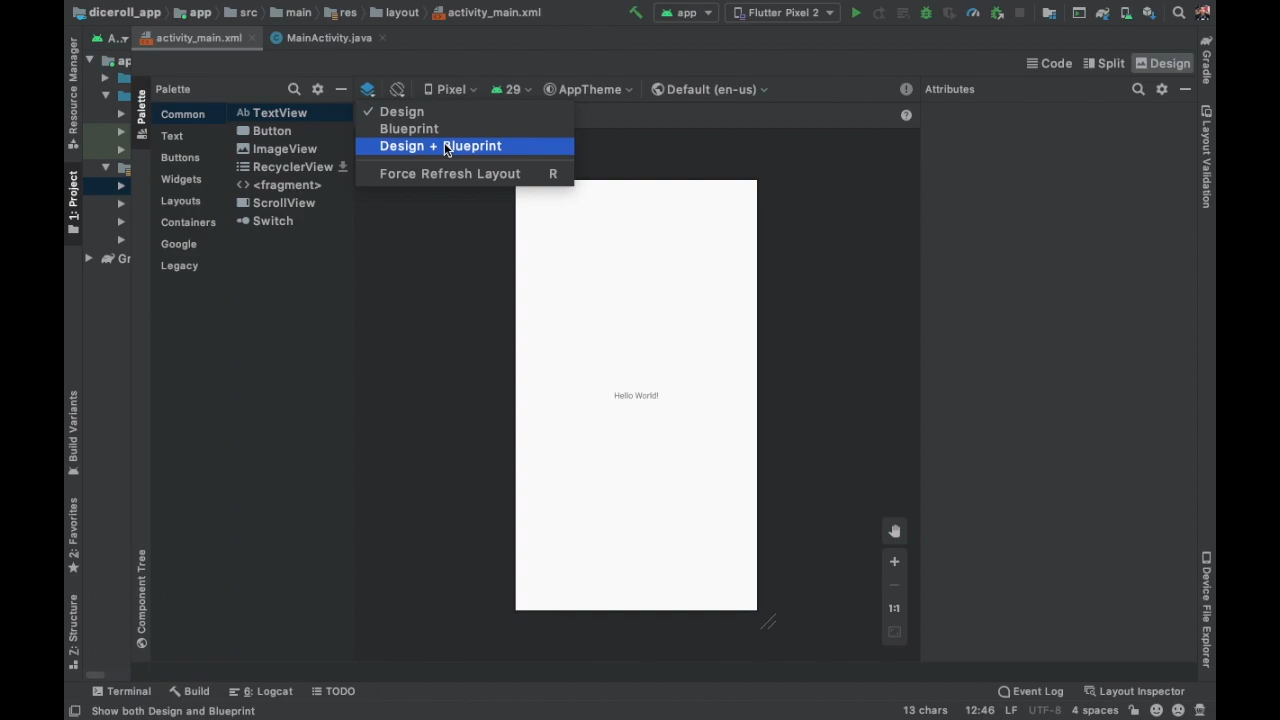 diceroll_app app src main res layout activity_main.xml app Flutter Pixel 2
A.. activity_main.xml MainActivity.java
ap
Code Split Design
Palette Pixel 29 AppTheme Default (en-us) Attributes
Common
Text
Buttons
Widgets
Layouts
Containers
Google
Legacy
Ab TextView
Button
ImageView
RecyclerView
<fragment>
ScrollView
Switch
Design
Blueprint
Design + Blueprint
Force Refresh Layout R
Hello World!
1:1
Gr
Resource Manager
1: Project
Build Variants
2: Favorites
Z: Structure
Palette
Component Tree
Gradle
Layout Validation
Device File Explorer
Terminal Build 6: Logcat TODO Event Log Layout Inspector
Show both Design and Blueprint 13 chars 12:46 LF UTF-8 4 spaces